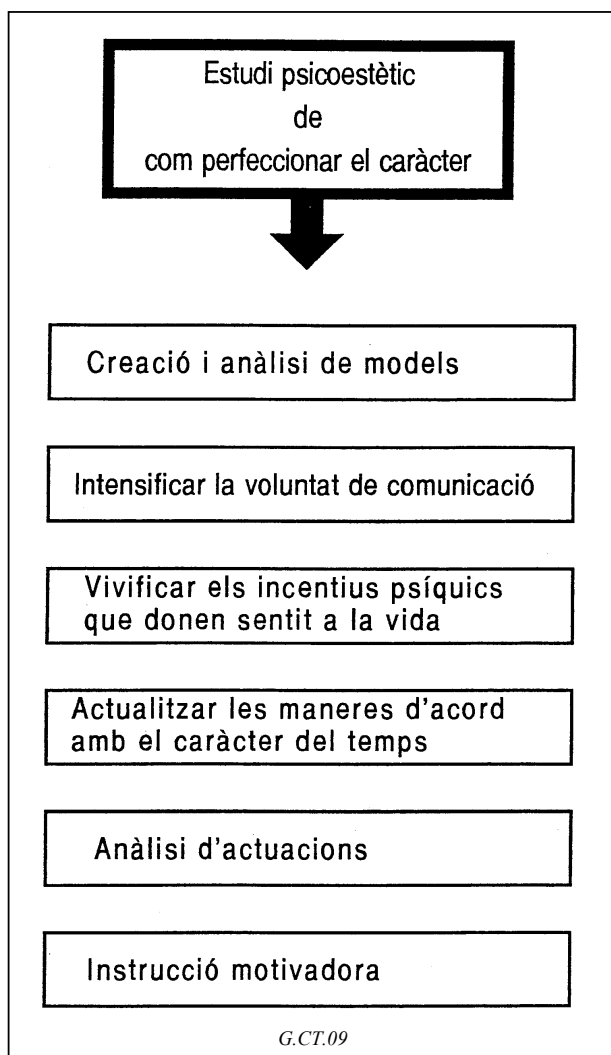 Estudi psicoestètic
de
com perfeccionar el caràcter
Creació i anàlisi de models
Intensificar la voluntat de comunicació
Vivificar els incentius psíquics
que donen sentit a la vida
Actualitzar les maneres d'acord
amb el caràcter del temps
Anàlisi d'actuacions
Instrucció motivadora
G.CT.09